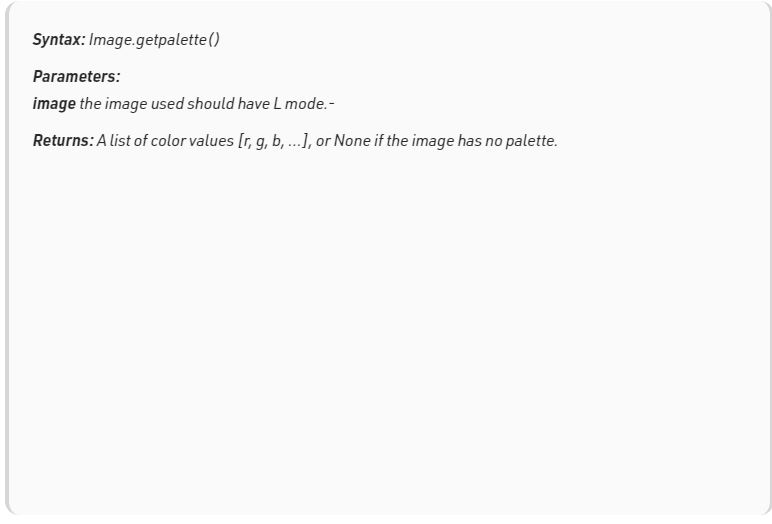 Syntax: Image.getpalette()
Parameters:
image the image used should have L mode.-
Returns: A list of color values [r, g, b, ...], or None if the image has no palette.